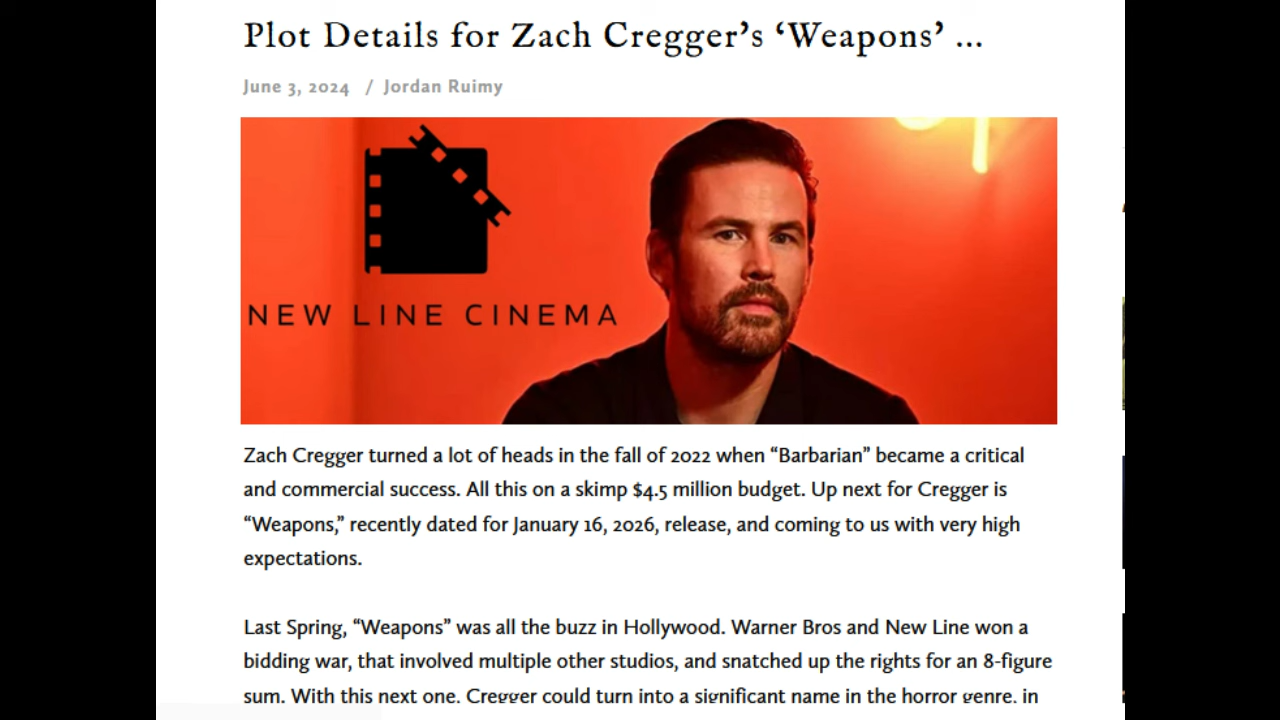 Plot Details for Zach Cregger’s ‘Weapons’ ...
June 3, 2024 / Jordan Ruimy
NEW LINE CINEMA
Zach Cregger turned a lot of heads in the fall of 2022 when “Barbarian” became a critical
and commercial success. All this on a skimp $4.5 million budget. Up next for Cregger is
“Weapons,” recently dated for January 16, 2026, release, and coming to us with very high
expectations.
Last Spring, “Weapons” was all the buzz in Hollywood. Warner Bros and New Line won a
bidding war, that involved multiple other studios, and snatched up the rights for an 8-figure
sum. With this next one, Cregger could turn into a significant name in the horror genre, in